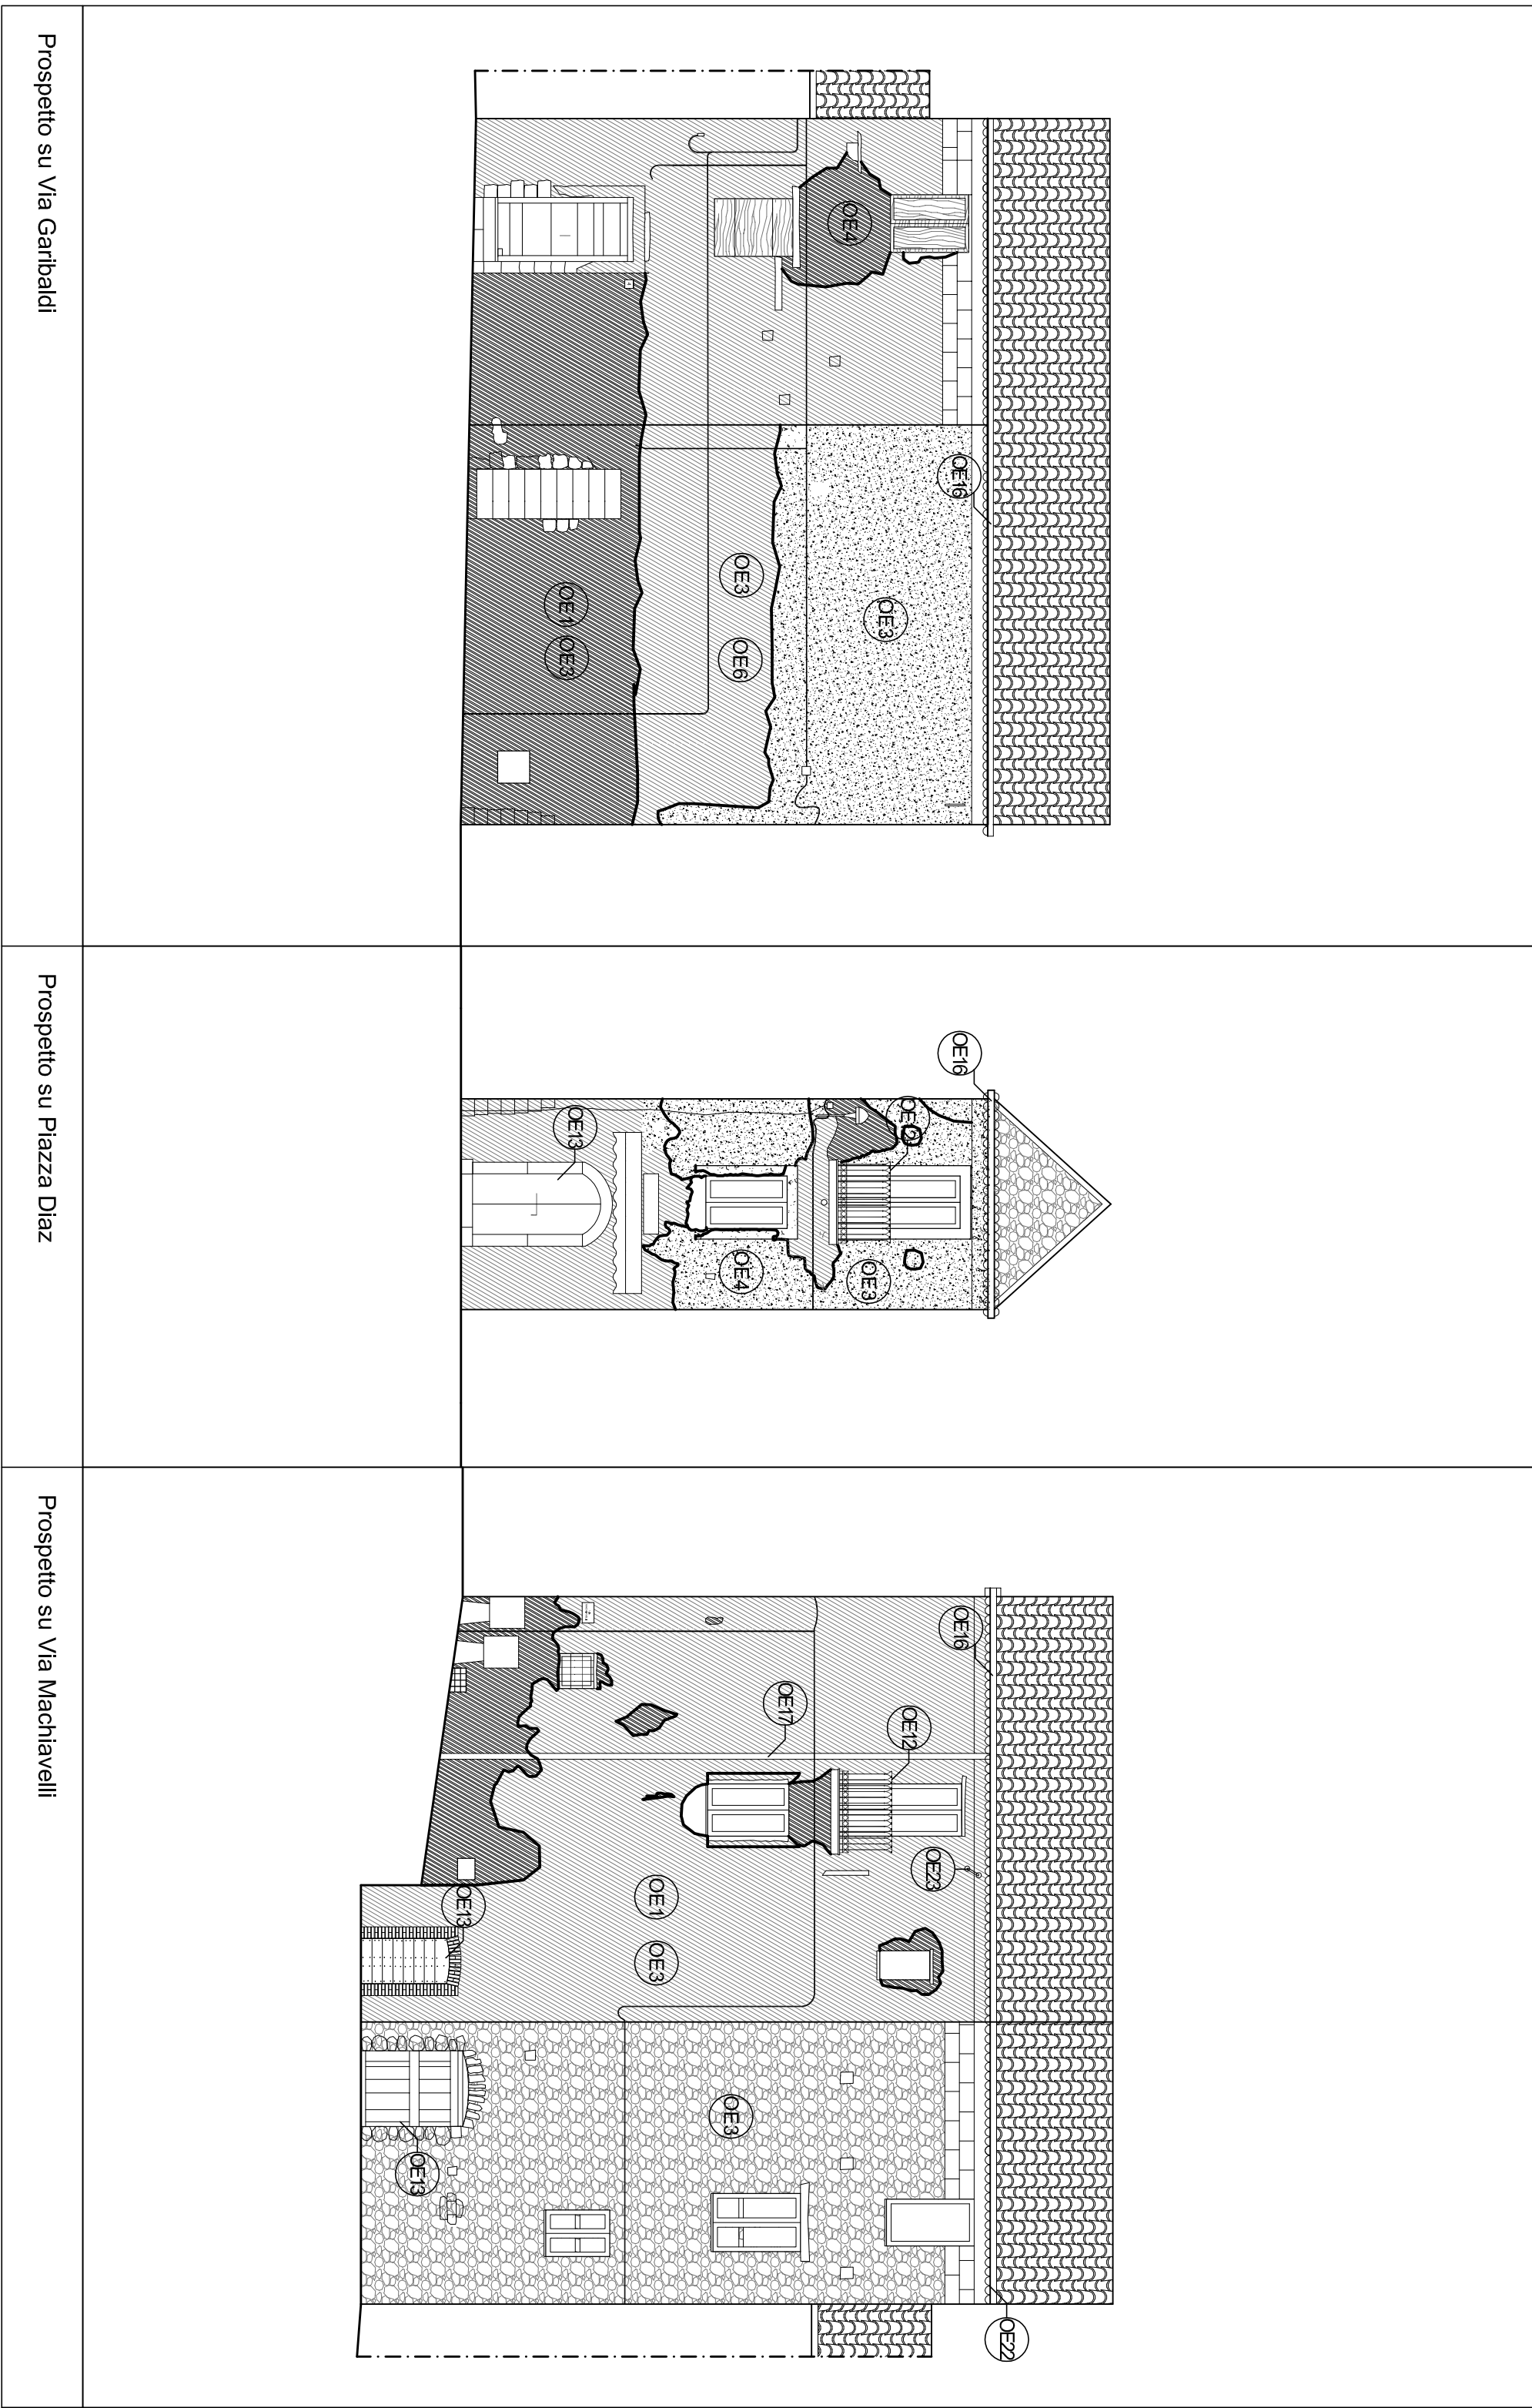 OE16
OE3
OE4
OE3 OE6
OE1 OE3
Prospetto su Via Garibaldi
OE16
OE12
OE3
OE4
OE13
Prospetto su Piazza Diaz
OE22
OE16
OE23
OE12
OE17
OE3
OE1 OE3
OE13
OE13
Prospetto su Via Machiavelli